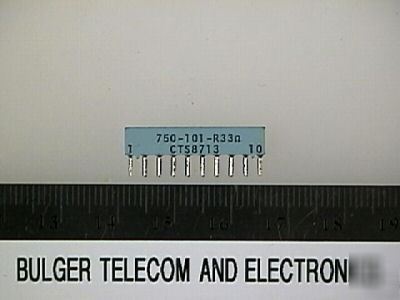 750-101-R33Ω
1 CTS8713 10
13 14 15 16 17 18 19
BULGER TELECOM AND ELECTRON